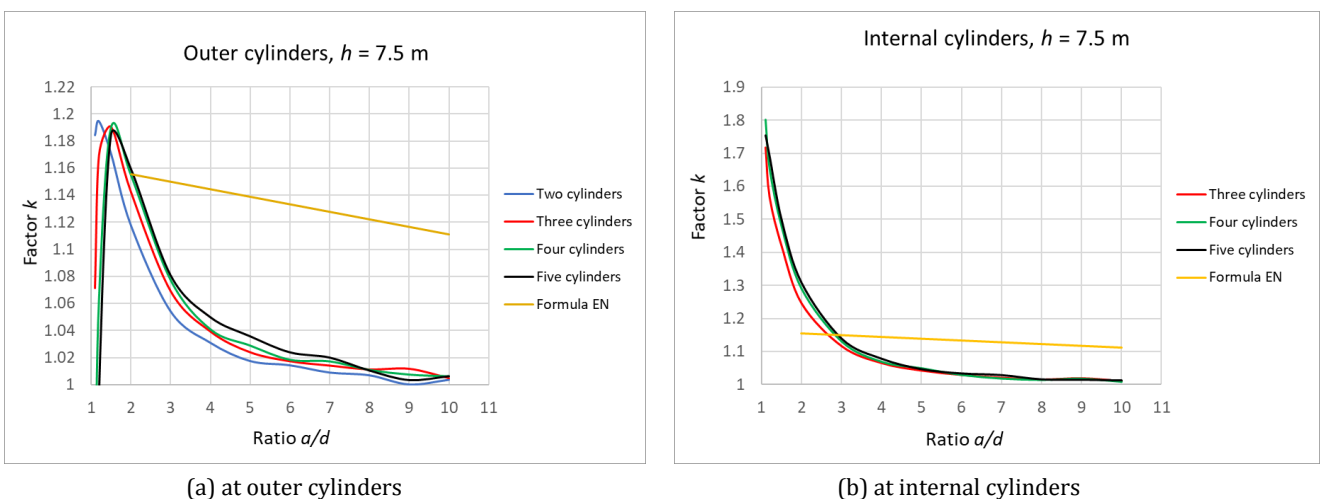 Outer cylinders, h = 7.5 m
Factor k
1.22
1.2
1.18
1.16
1.14
1.12
1.1
1.08
1.06
1.04
1.02
1
1 2 3 4 5 6 7 8 9 10 11
Ratio a/d
Two cylinders
Three cylinders
Four cylinders
Five cylinders
Formula EN
(a) at outer cylinders
Internal cylinders, h = 7.5 m
Factor k
1.9
1.8
1.7
1.6
1.5
1.4
1.3
1.2
1.1
1
1 2 3 4 5 6 7 8 9 10 11
Ratio a/d
Three cylinders
Four cylinders
Five cylinders
Formula EN
(b) at internal cylinders